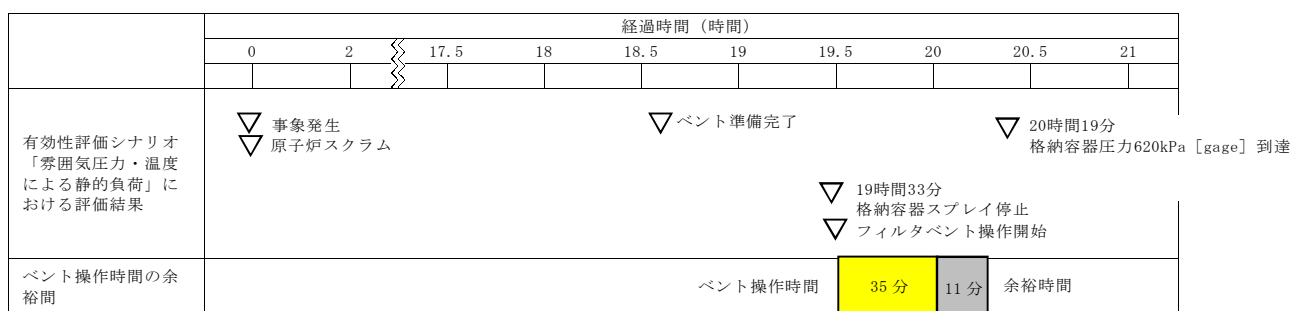 経過時間（時間）
0 2 17.5 18 18.5 19 19.5 20 20.5 21
有効性評価シナリオ
「雰囲気圧力・温度
による静的負荷」に
おける評価結果
事象発生
原子炉スクラム
ベント準備完了
20時間19分
格納容器圧力620kPa［gage］到達
19時間33分
格納容器スプレイ停止
フィルタベント操作開始
ベント操作時間の余
裕間
ベント操作時間
35 分
11 分
余裕時間